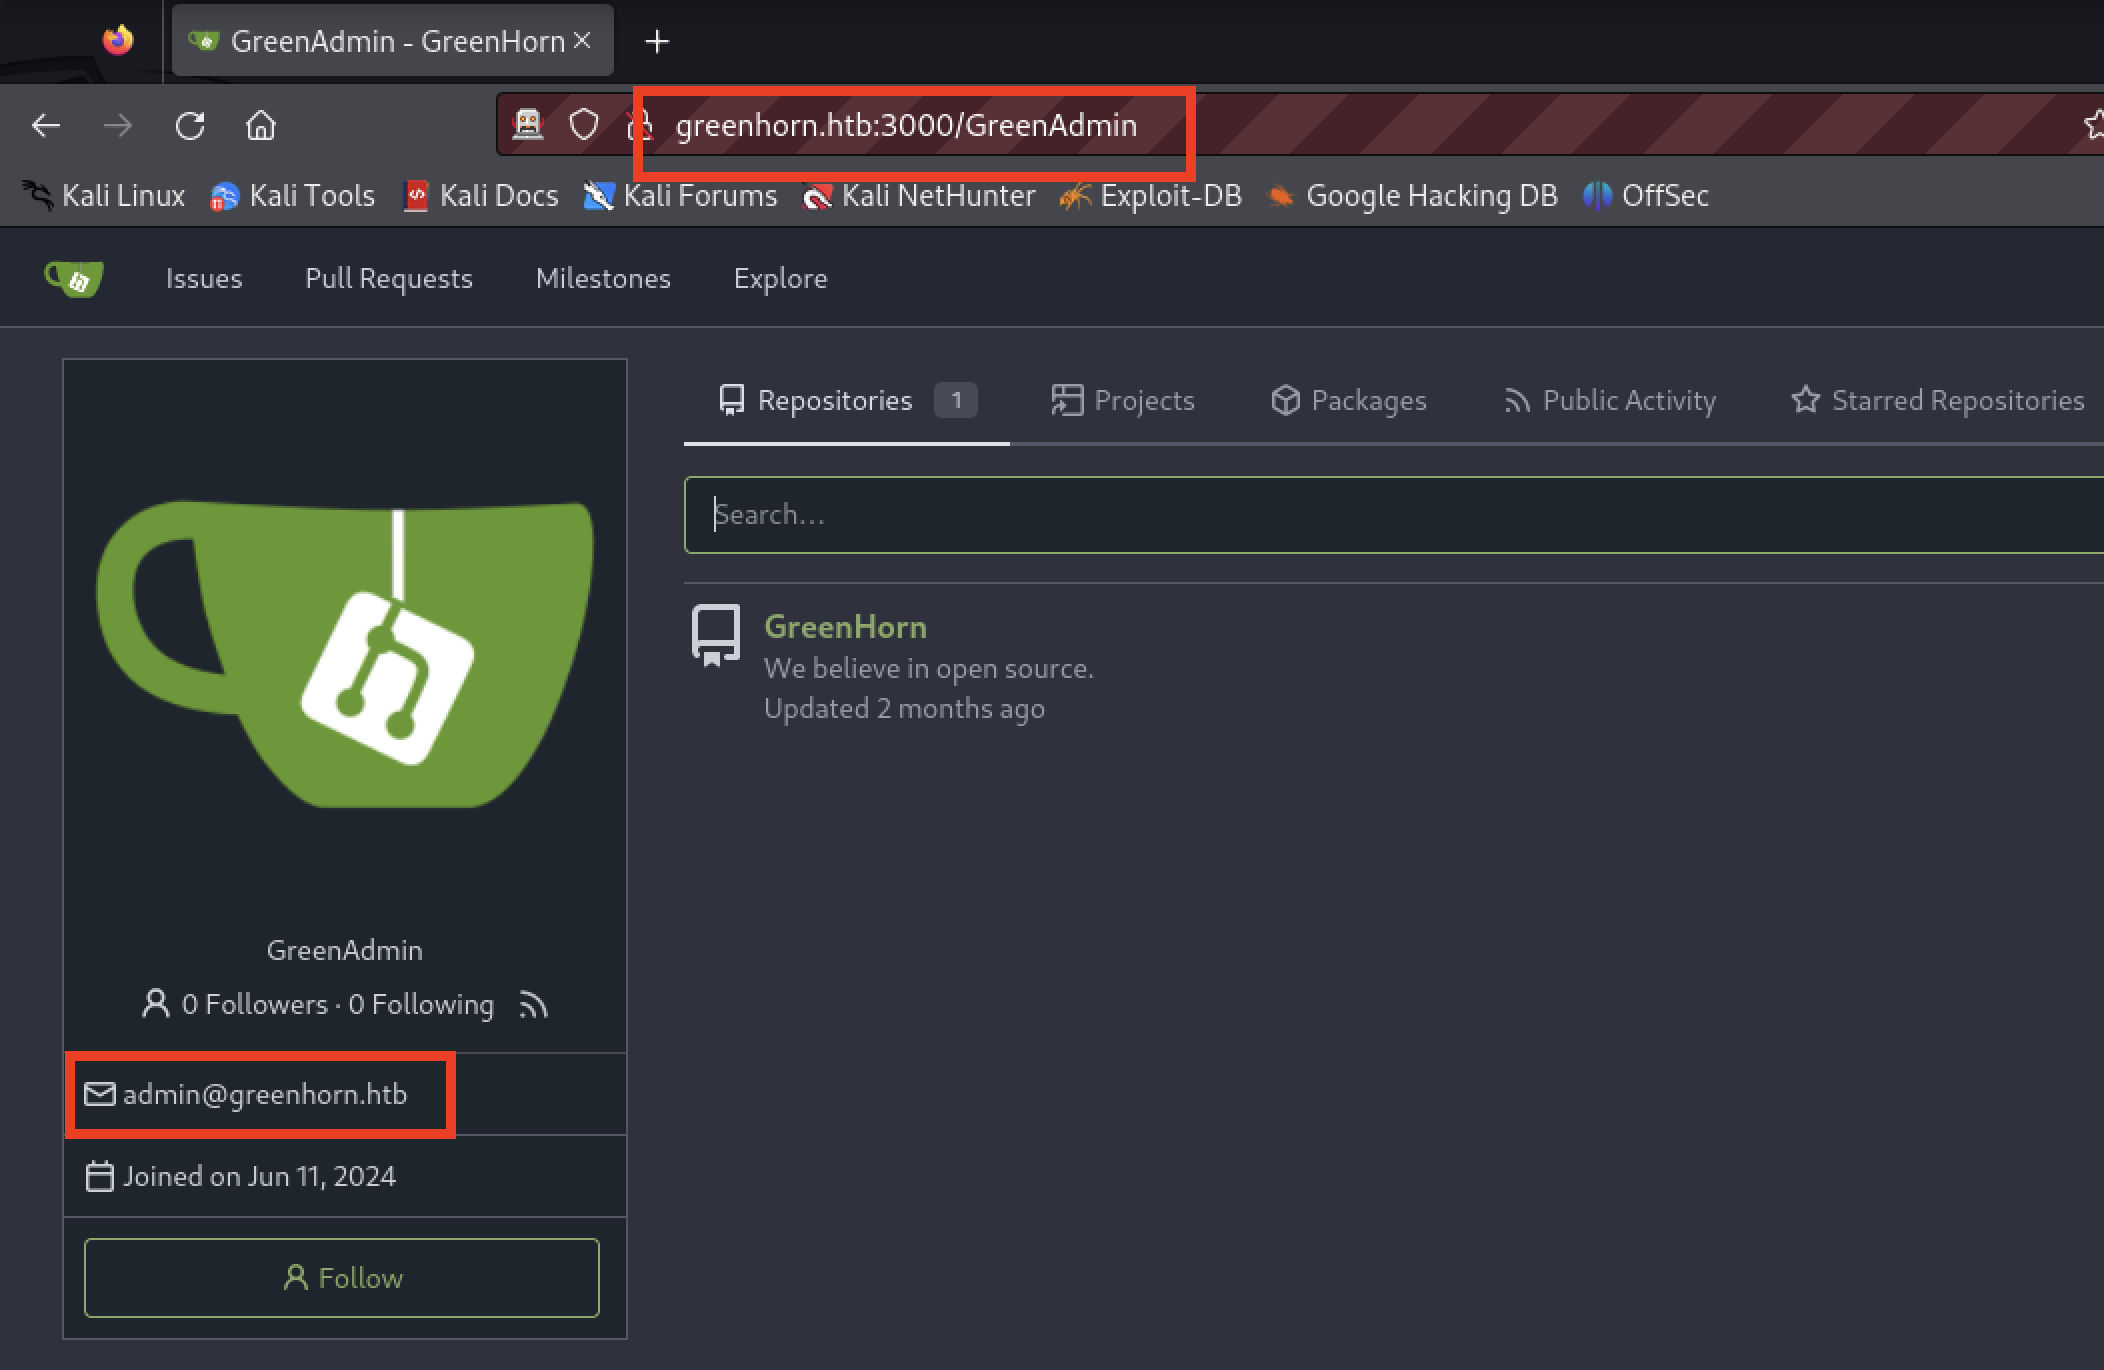 GreenAdmin - GreenHorn
greenhorn.htb:3000/GreenAdmin
Kali Linux Kali Tools Kali Docs Kali Forums Kali NetHunter Exploit-DB Google Hacking DB OffSec
Issues Pull Requests Milestones Explore
Repositories 1 Projects Packages Public Activity Starred Repositories
Search...
GreenHorn
We believe in open source.
Updated 2 months ago
GreenAdmin
0 Followers · 0 Following
admin@greenhorn.htb
Joined on Jun 11, 2024
Follow